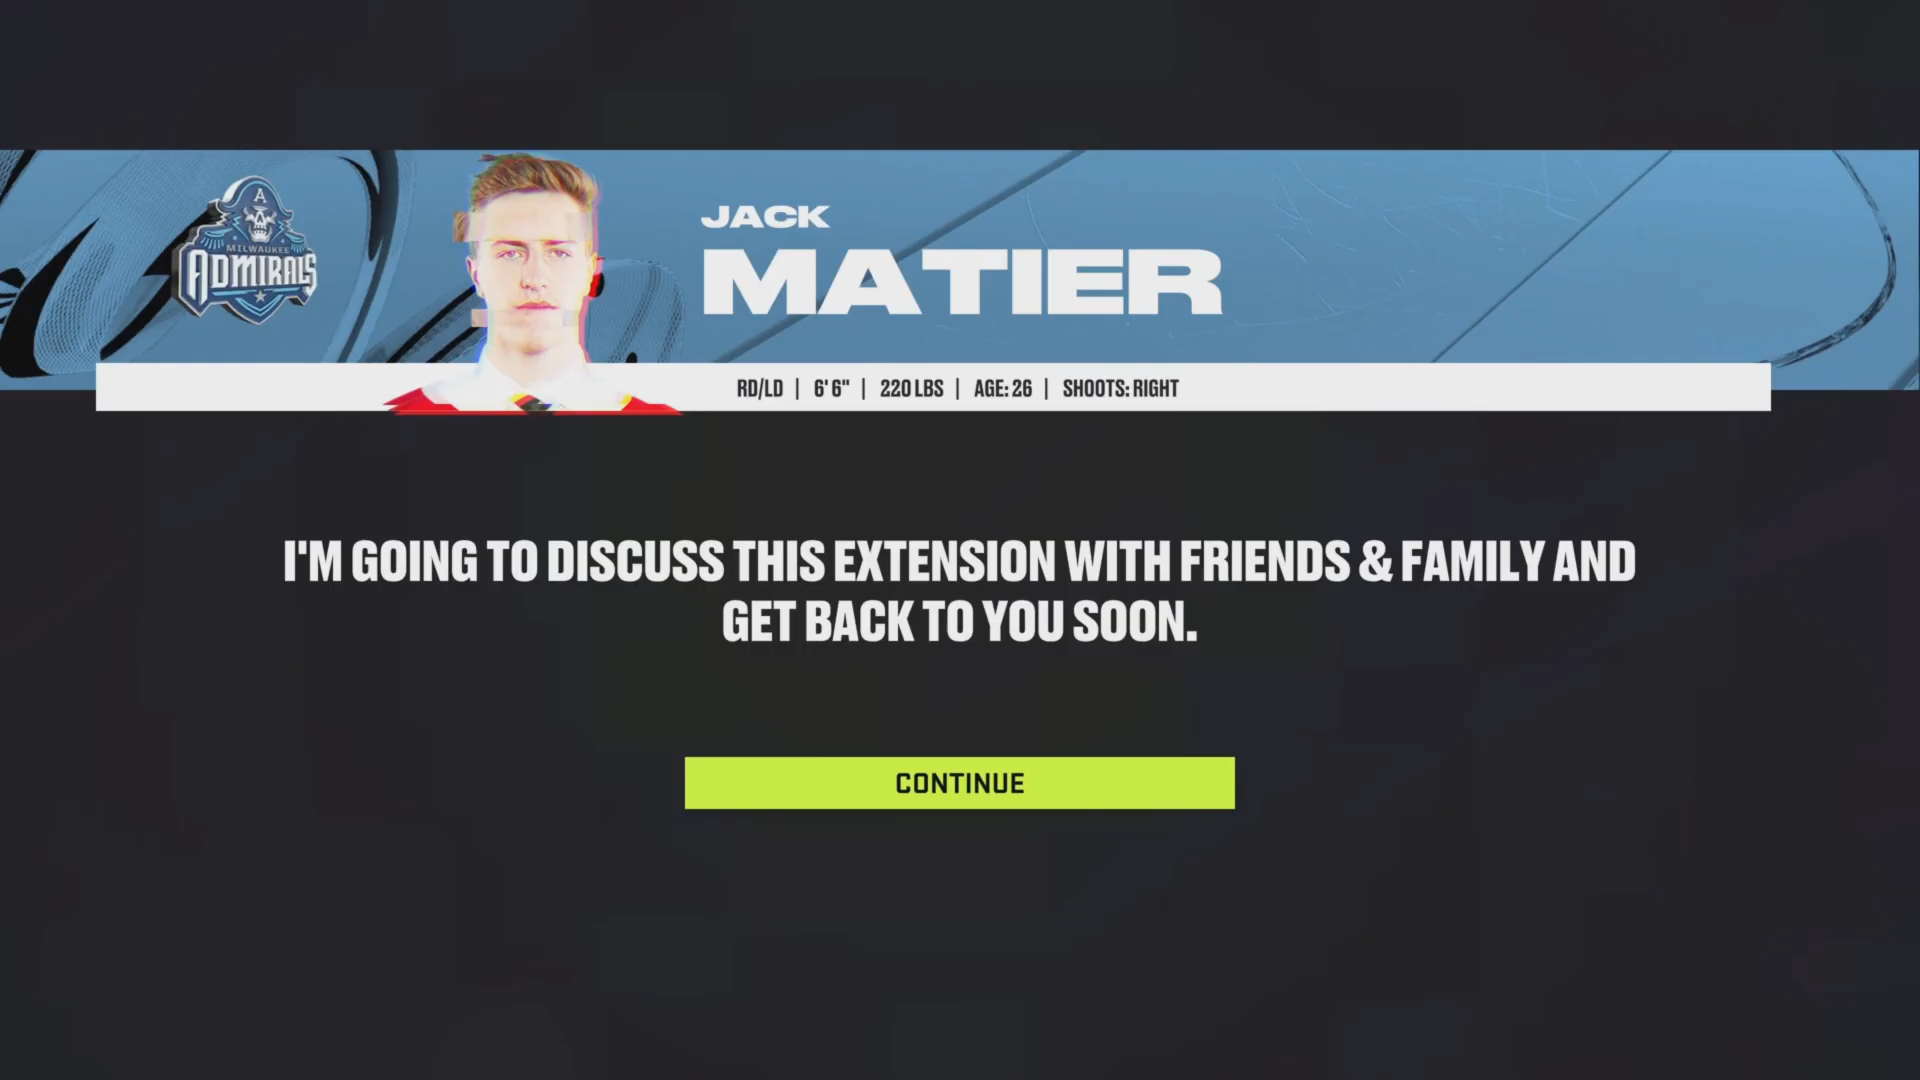 A
MILWAUKEE
ADMIRALS
JACK
MATIER
RD/LD | 6' 6" | 220 LBS | AGE: 26 | SHOOTS: RIGHT
I'M GOING TO DISCUSS THIS EXTENSION WITH FRIENDS & FAMILY AND
GET BACK TO YOU SOON.
CONTINUE